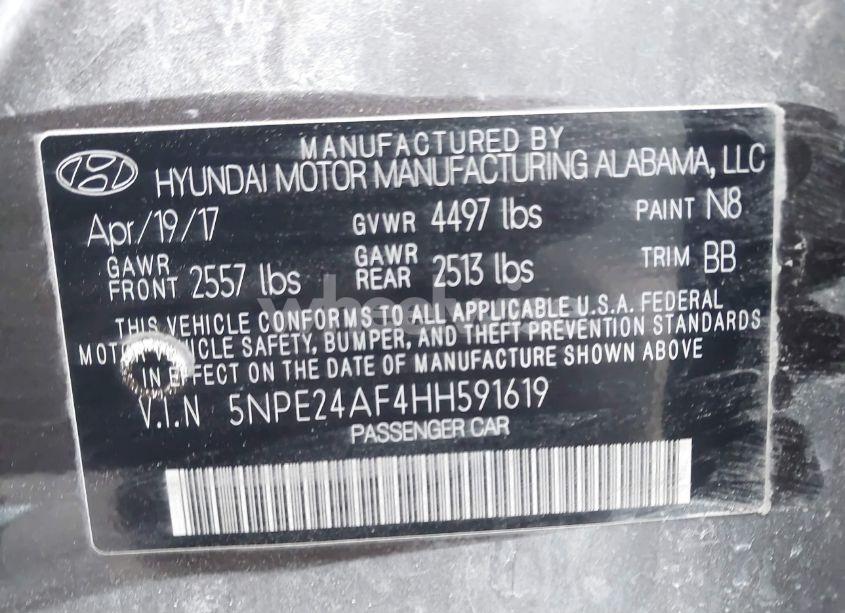 MANUFACTURED BY
HYUNDAI MOTOR MANUFACTURING ALABAMA, LLC
Apr/19/17 GVWR 4497 lbs PAINT N8
GAWR FRONT 2557 lbs GAWR REAR 2513 lbs TRIM BB
THIS VEHICLE CONFORMS TO ALL APPLICABLE U.S.A. FEDERAL
MOTOR VEHICLE SAFETY, BUMPER, AND THEFT PREVENTION STANDARDS
IN EFFECT ON THE DATE OF MANUFACTURE SHOWN ABOVE
V.I.N 5NPE24AF4HH591619
PASSENGER CAR